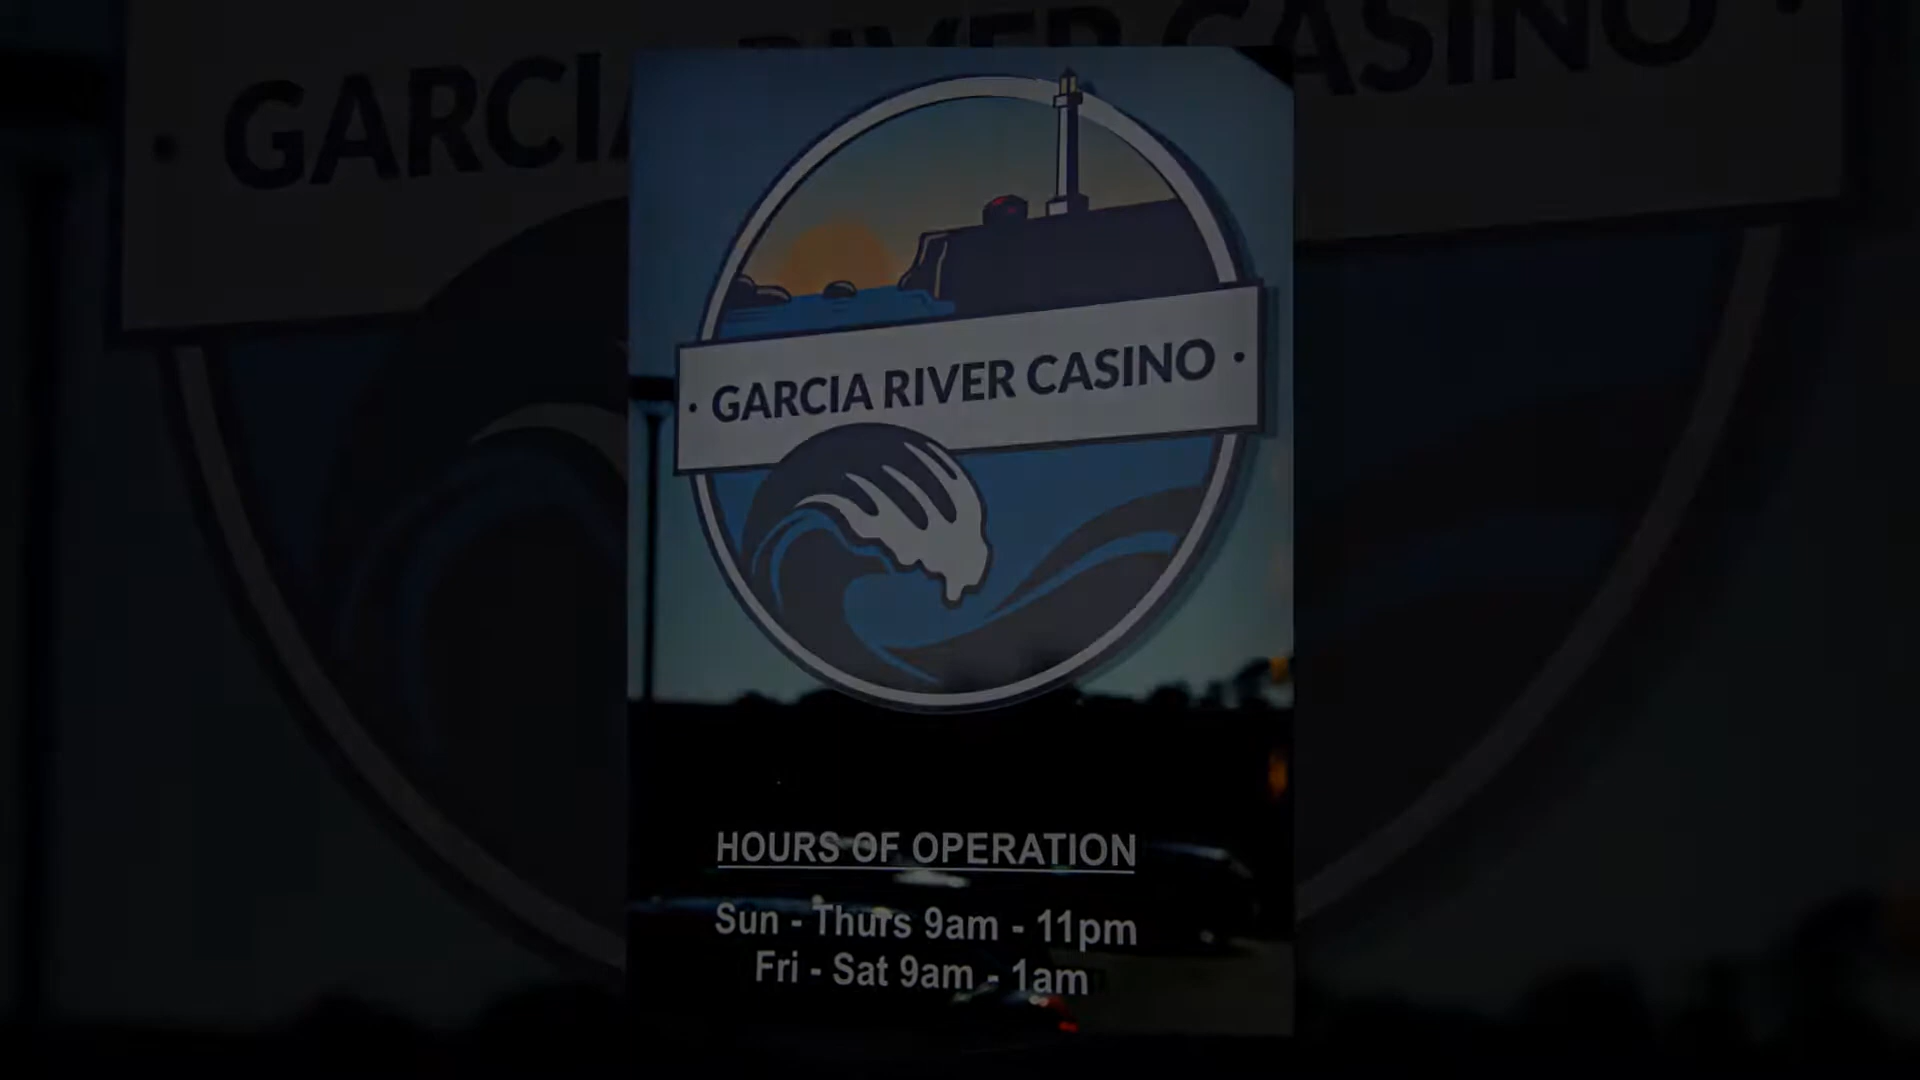 · GARCIA RIVER CASINO ·
HOURS OF OPERATION
Sun - Thurs 9am - 11pm
Fri - Sat 9am - 1am